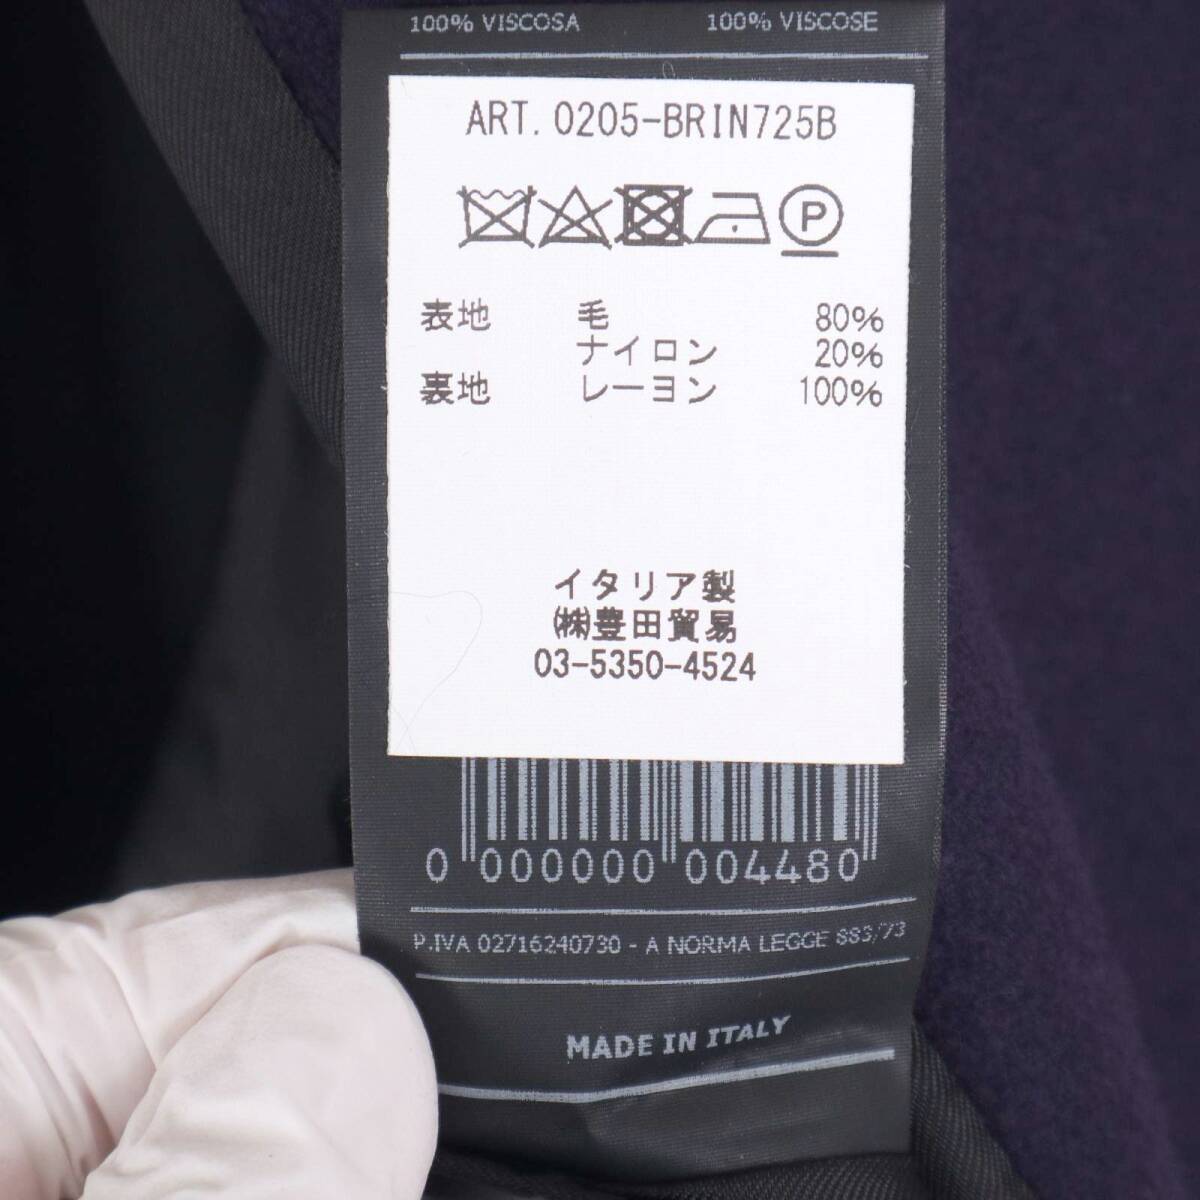 100% VISCOSA 100% VISCOSE
ART. 0205-BRIN725B
P
表地 毛 80%
ナイロン 20%
裏地 レーヨン 100%
イタリア製
㈱豊田貿易
03-5350-4524
0 000000 004480
P.IVA 02716240730 - A NORMA LEGGE 883/73
MADE IN ITALY